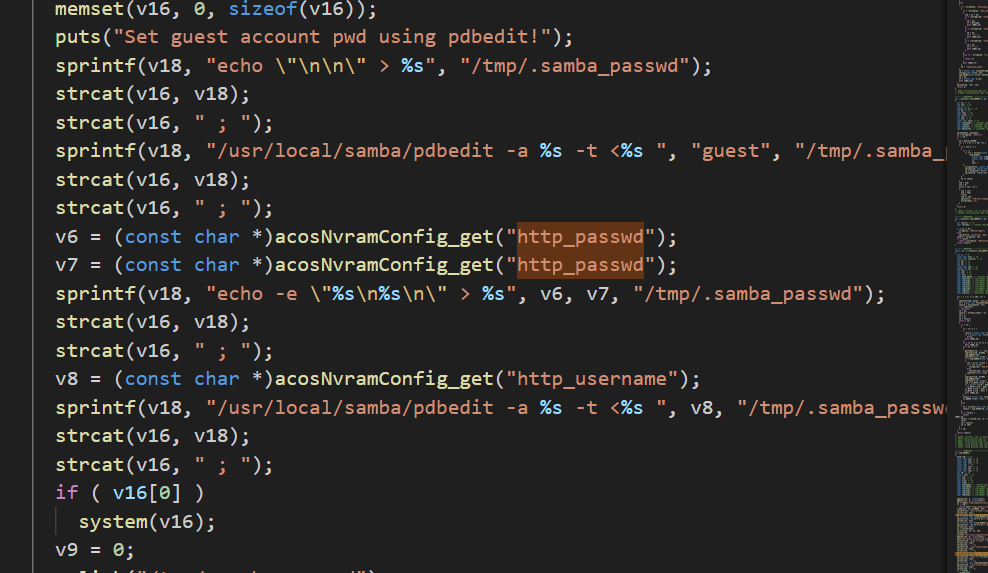 memset(v16, 0, sizeof(v16));
puts("Set guest account pwd using pdbedit!");
sprintf(v18, "echo \"\n\n\" > %s", "/tmp/.samba_passwd");
strcat(v16, v18);
strcat(v16, " ; ");
sprintf(v18, "/usr/local/samba/pdbedit -a %s -t <%s ", "guest", "/tmp/.samba_
strcat(v16, v18);
strcat(v16, " ; ");
v6 = (const char *)acosNvramConfig_get("http_passwd");
v7 = (const char *)acosNvramConfig_get("http_passwd");
sprintf(v18, "echo -e \"%s\n%s\n\" > %s", v6, v7, "/tmp/.samba_passwd");
strcat(v16, v18);
strcat(v16, " ; ");
v8 = (const char *)acosNvramConfig_get("http_username");
sprintf(v18, "/usr/local/samba/pdbedit -a %s -t <%s ", v8, "/tmp/.samba_passw
strcat(v16, v18);
strcat(v16, " ; ");
if ( v16[0] )
system(v16);
v9 = 0;